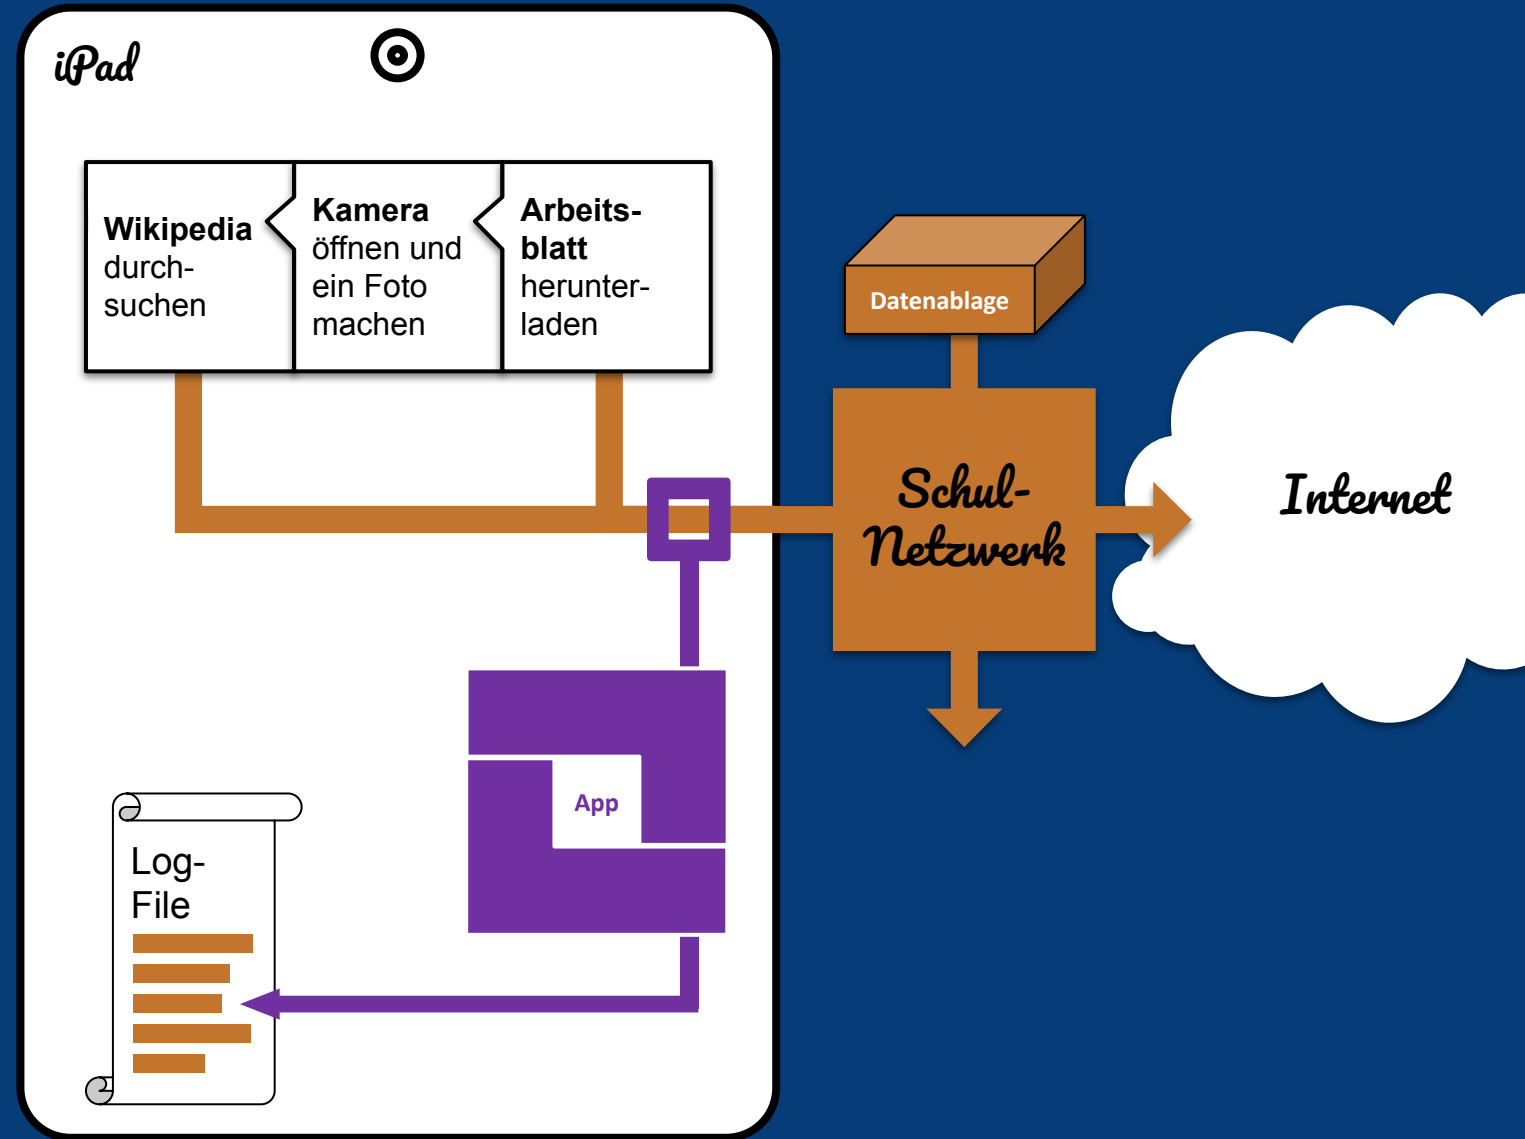 iPad
Wikipedia
durch-
suchen
Kamera
öffnen und
ein Foto
machen
Arbeits-
blatt
herunter-
laden
Datenablage
Schul-
Netzwerk
Internet
App
Log-
File